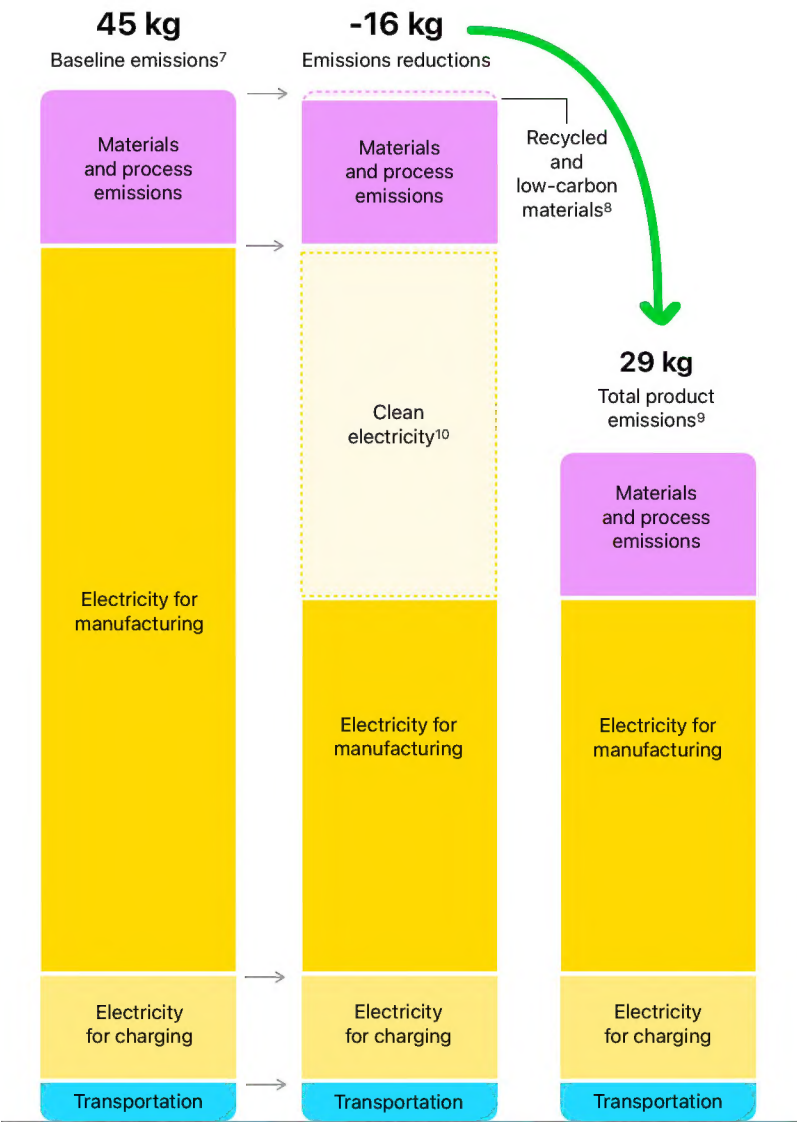 45 kg
Baseline emissions⁷
Materials
and process
emissions
Electricity for
manufacturing
Electricity
for charging
Transportation
-16 kg
Emissions reductions
Materials
and process
emissions
Recycled
and
low-carbon
materials⁸
Clean
electricity¹⁰
Electricity for
manufacturing
Electricity
for charging
Transportation
29 kg
Total product
emissions⁹
Materials
and process
emissions
Electricity for
manufacturing
Electricity
for charging
Transportation